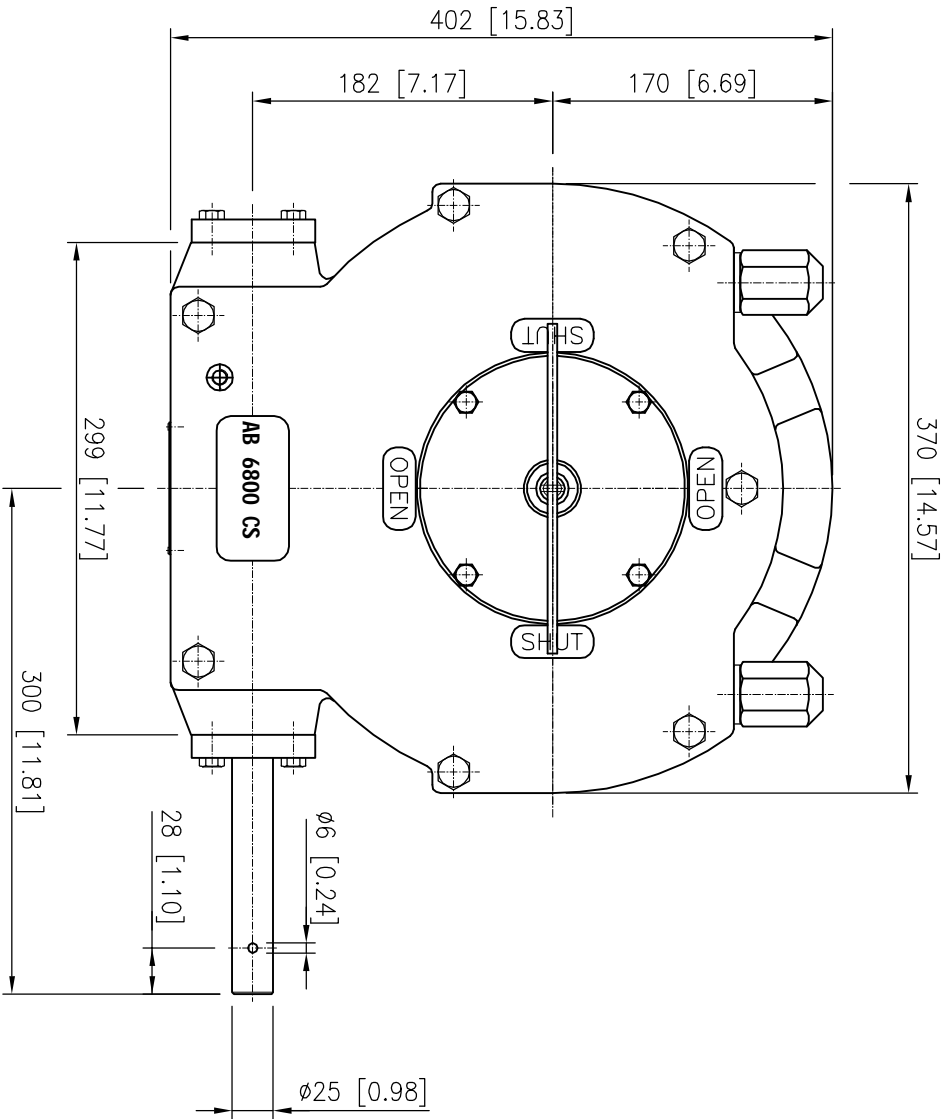 402 [15.83]
182 [7.17]
170 [6.69]
370 [14.57]
299 [11.77]
300 [11.81]
28 [1.10]
ø6 [0.24]
ø25 [0.98]
SHUT
OPEN
OPEN
SHUT
AB 6800 CS